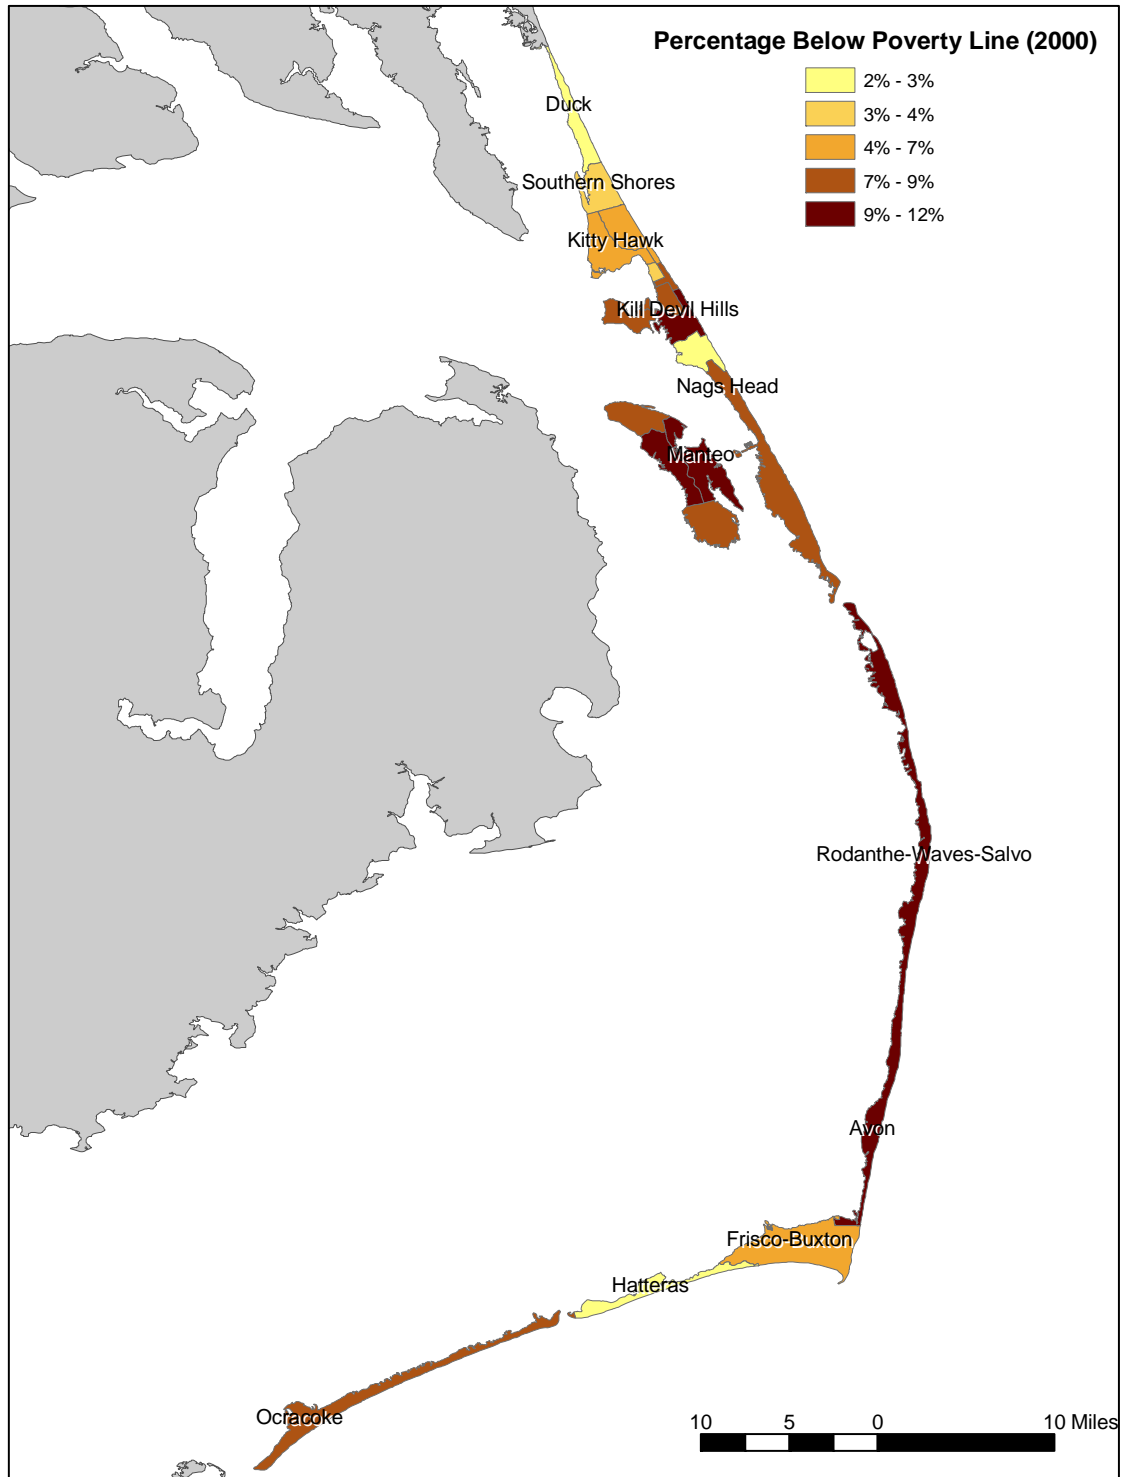 Percentage Below Poverty Line (2000)
2% - 3%
3% - 4%
4% - 7%
7% - 9%
9% - 12%
Duck
Southern Shores
Kitty Hawk
Kill Devil Hills
Nags Head
Manteo
Rodanthe-Waves-Salvo
Avon
Frisco-Buxton
Hatteras
Ocracoke
10 5 0 10 Miles